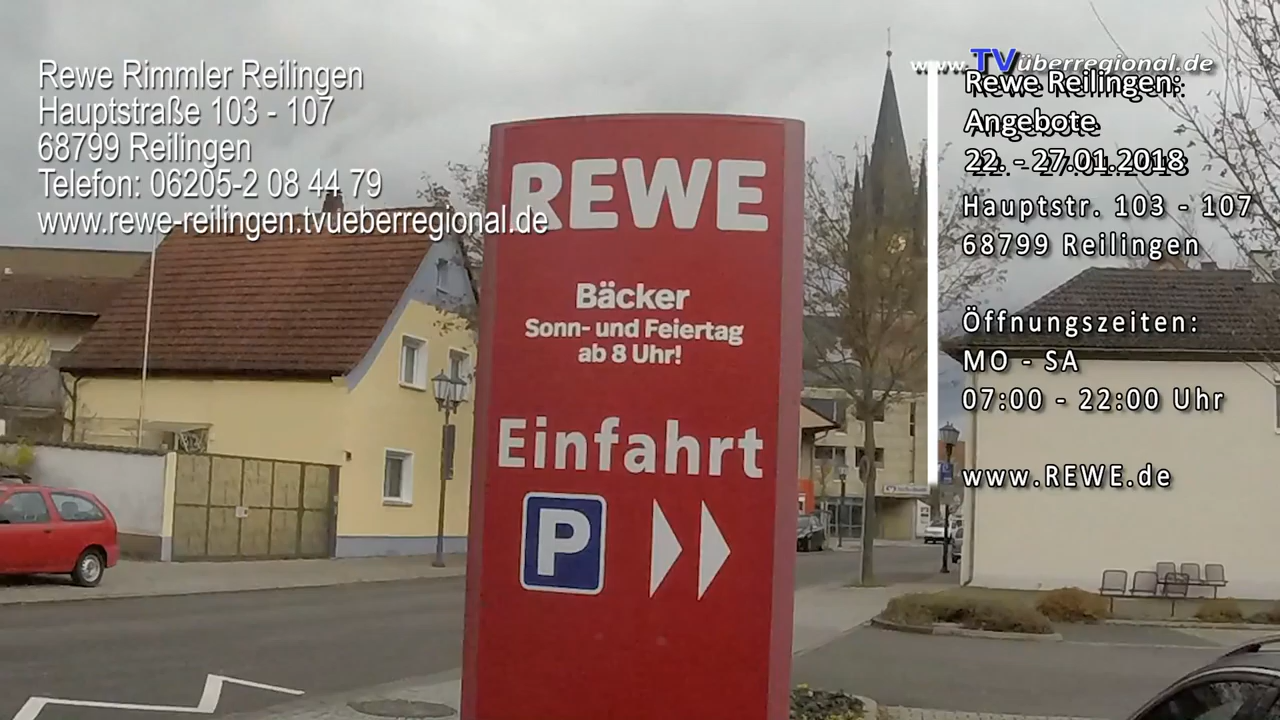 Rewe Rimmler Reilingen
Hauptstraße 103 - 107
68799 Reilingen
Telefon: 06205-2 08 44 79
www.rewe-reilingen.tvueberregional.de
REWE
Bäcker
Sonn- und Feiertag
ab 8 Uhr!
Einfahrt
P
www.TVüberregional.de
Rewe Reilingen:
Angebote
22. - 27.01.2018
Hauptstr. 103 - 107
68799 Reilingen
Öffnungszeiten:
MO - SA
07:00 - 22:00 Uhr
www.REWE.de